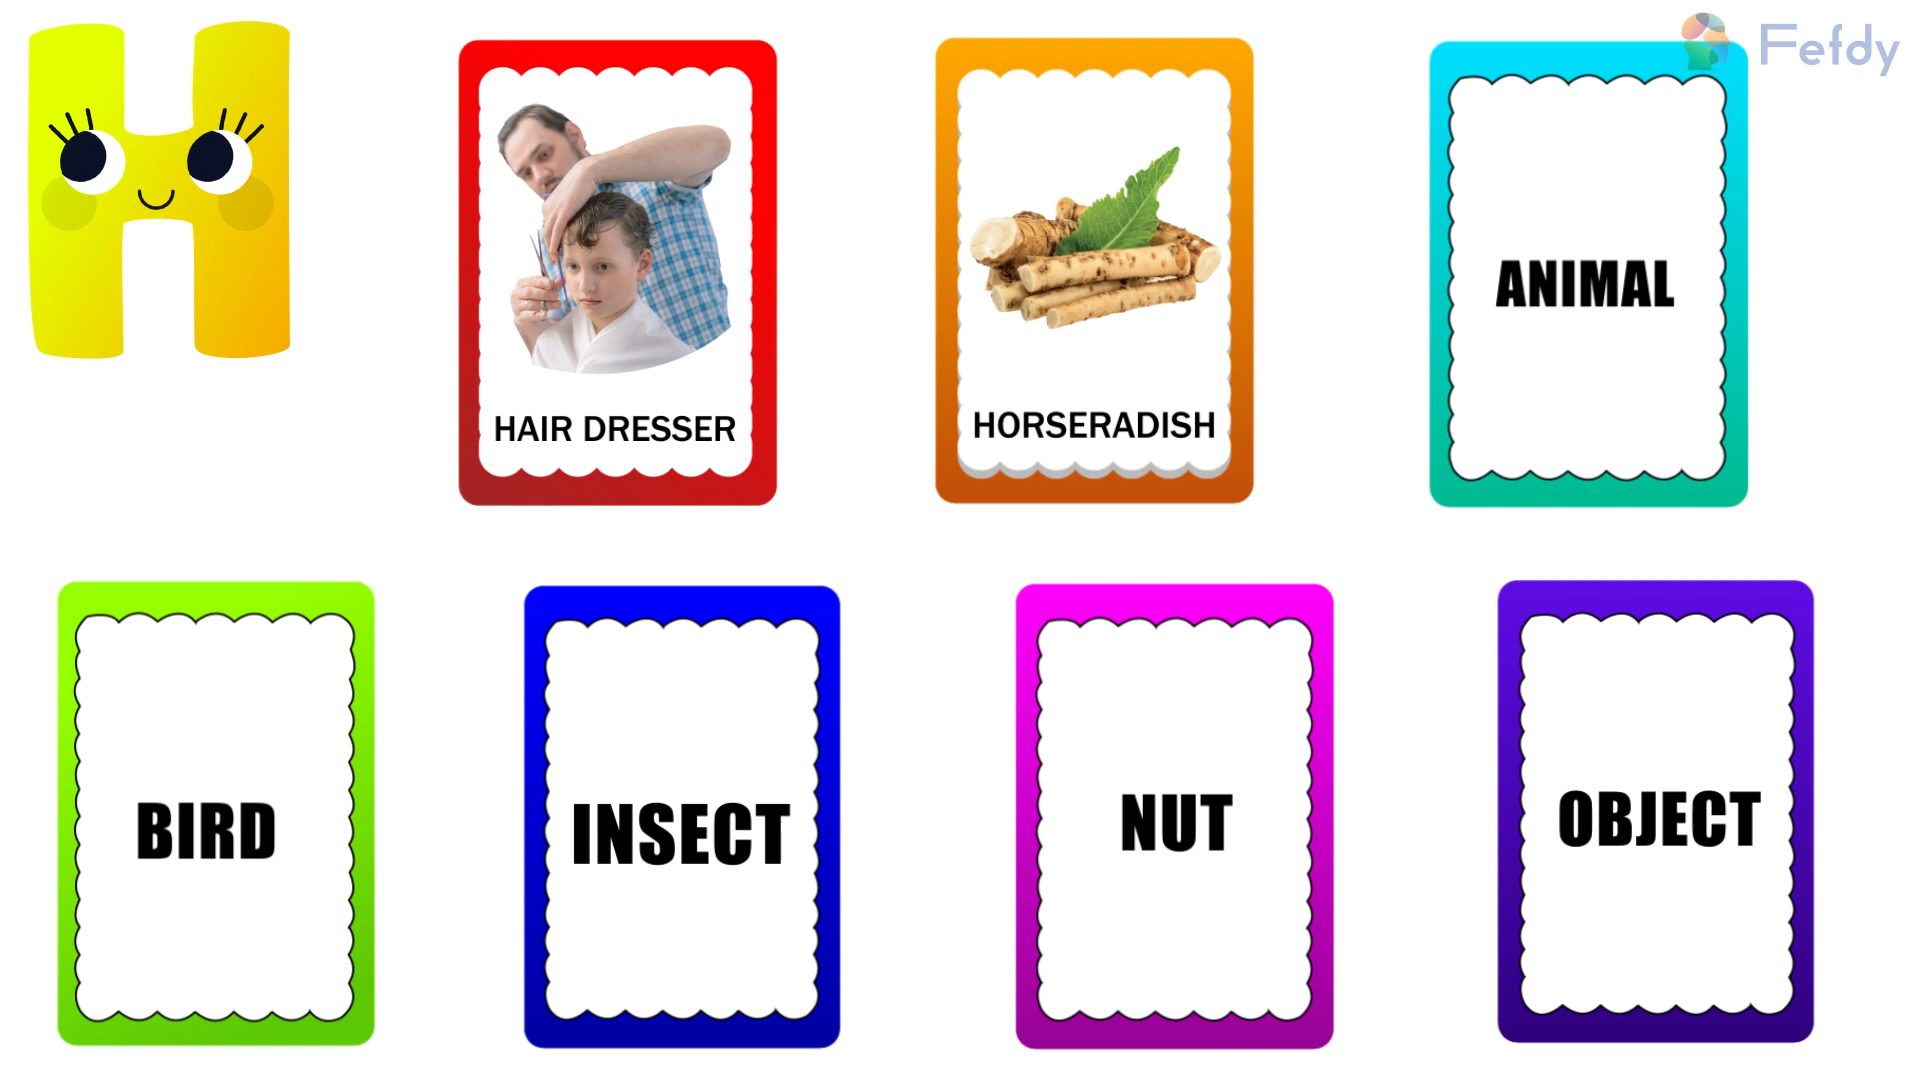 H
Fefdy
HAIR DRESSER
HORSERADISH
ANIMAL
BIRD
INSECT
NUT
OBJECT